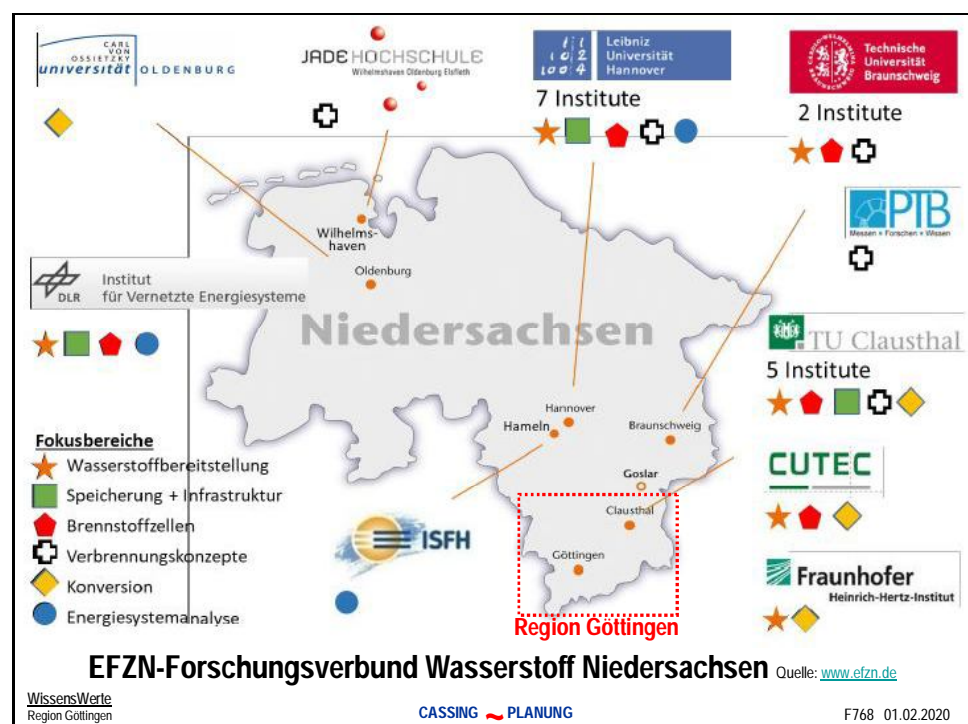 CARL
VON
OSSIETZKY
universität OLDENBURG
JADE HOCHSCHULE
Wilhelmshaven Oldenburg Elsfleth
Leibniz
Universität
Hannover
7 Institute
Technische
Universität
Braunschweig
2 Institute
PTB
Messen • Forschen • Wissen
DLR
Institut
für Vernetzte Energiesysteme
Wilhelms-
haven
Oldenburg
Niedersachsen
TU Clausthal
5 Institute
Hannover
Hameln
Braunschweig
Goslar
Clausthal
Göttingen
Region Göttingen
CUTEC
Fraunhofer
Heinrich-Hertz-Institut
ISFH
Fokusbereiche
Wasserstoffbereitstellung
Speicherung + Infrastruktur
Brennstoffzellen
Verbrennungskonzepte
Konversion
Energiesystemanalyse
EFZN-Forschungsverbund Wasserstoff Niedersachsen Quelle: www.efzn.de
WissensWerte
Region Göttingen
CASSING ~ PLANUNG
F768 01.02.2020